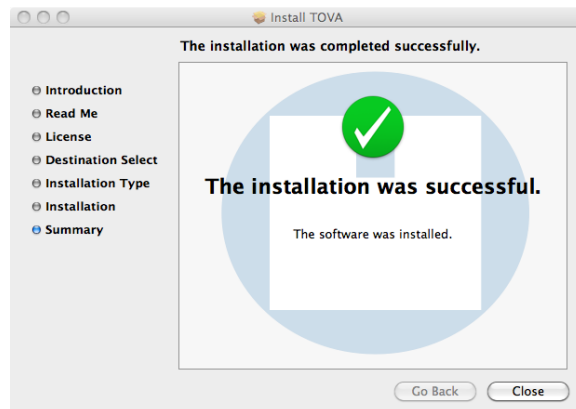 Install TOVA
The installation was completed successfully.
Introduction
Read Me
License
Destination Select
Installation Type
Installation
Summary
The installation was successful.
The software was installed.
Go Back
Close